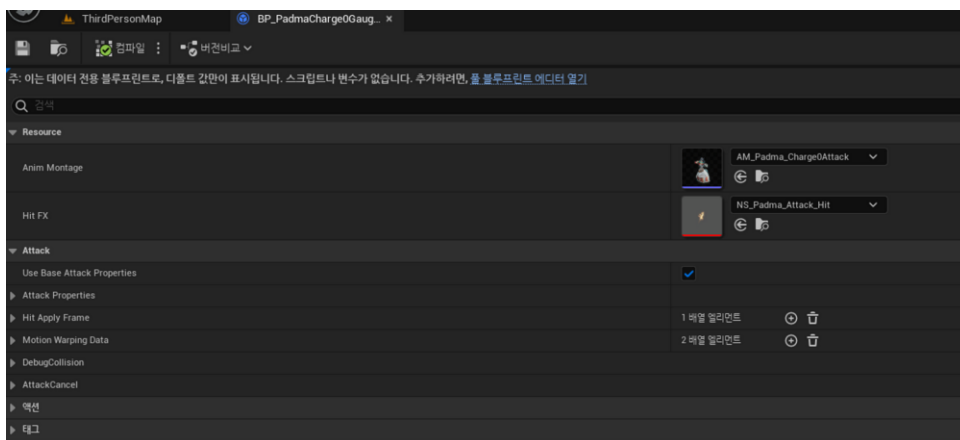 ThirdPersonMap
BP_PadmaCharge0Gaug... ×
컴파일
버전비교
주: 이는 데이터 전용 블루프린트로, 디폴트 값만이 표시됩니다. 스크립트나 변수가 없습니다. 추가하려면, 풀 블루프린트 에디터 열기
검색
Resource
Anim Montage
AM_Padma_Charge0Attack
Hit FX
NS_Padma_Attack_Hit
Attack
Use Base Attack Properties
Attack Properties
Hit Apply Frame 1 배열 엘리먼트
Motion Warping Data 2 배열 엘리먼트
DebugCollision
AttackCancel
액션
태그